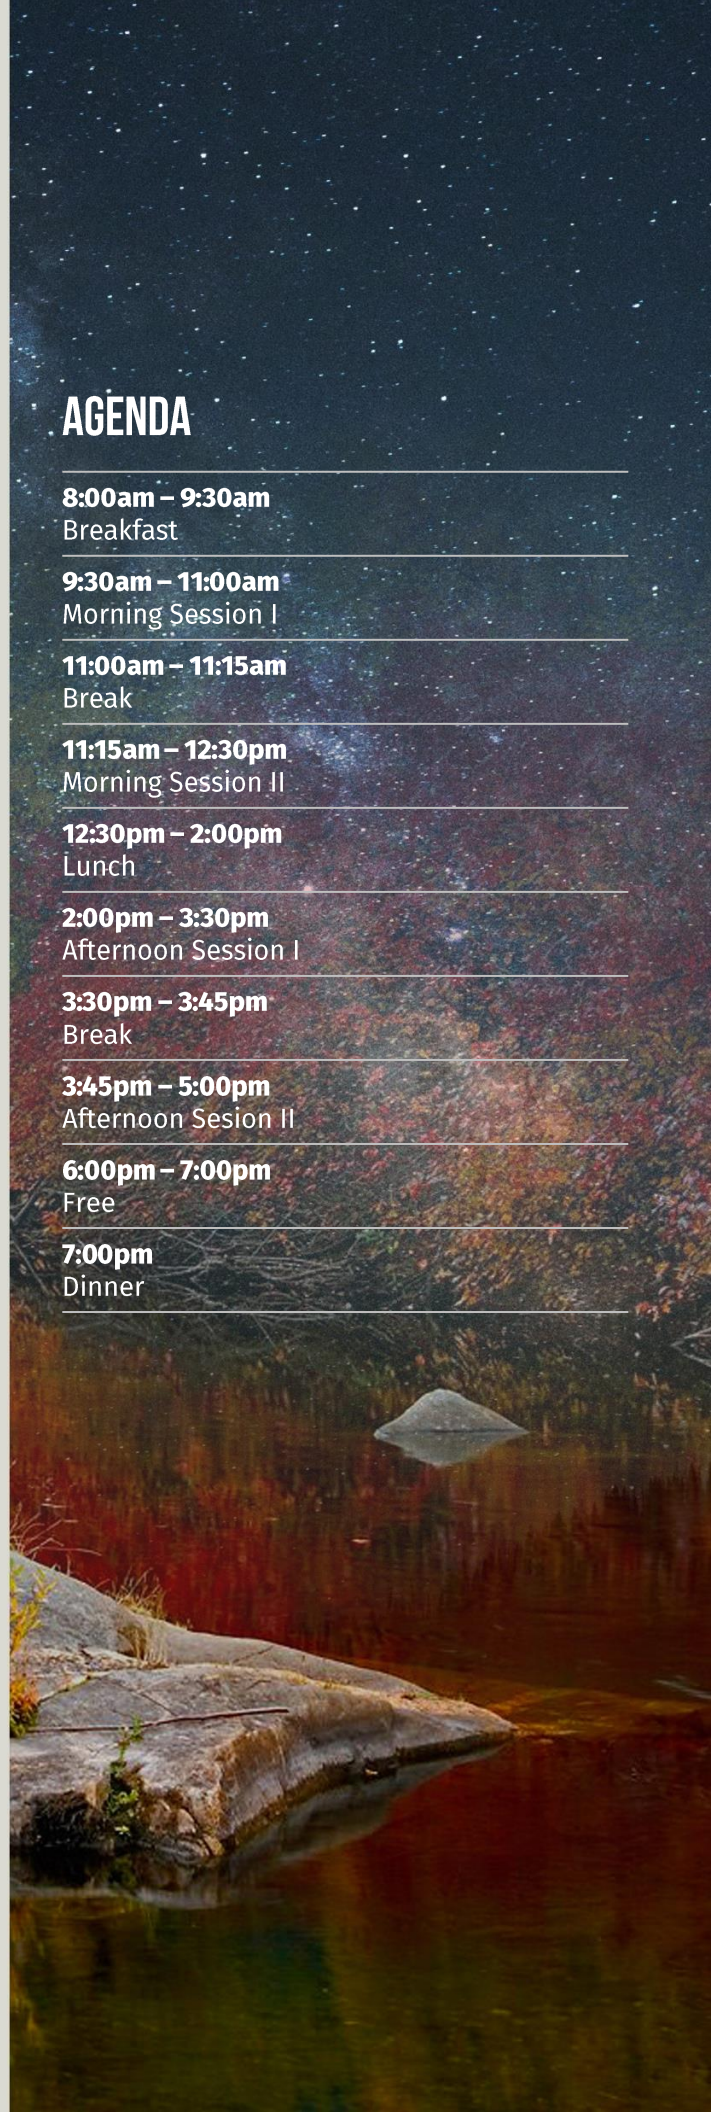 AGENDA
8:00am – 9:30am
Breakfast
9:30am – 11:00am
Morning Session I
11:00am – 11:15am
Break
11:15am – 12:30pm
Morning Session II
12:30pm – 2:00pm
Lunch
2:00pm – 3:30pm
Afternoon Session I
3:30pm – 3:45pm
Break
3:45pm – 5:00pm
Afternoon Sesion II
6:00pm – 7:00pm
Free
7:00pm
Dinner